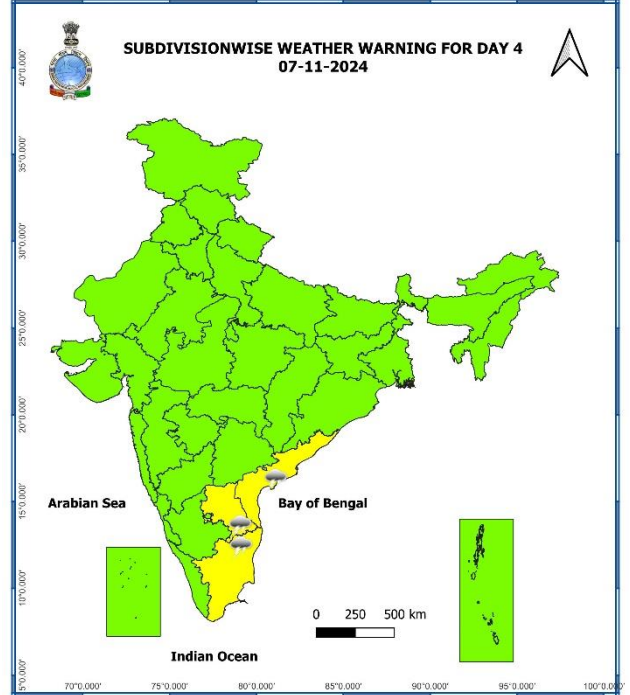 SUBDIVISIONWISE WEATHER WARNING FOR DAY 4
07-11-2024
40°0.000'
35°0.000'
30°0.000'
25°0.000'
20°0.000'
15°0.000'
10°0.000'
5°0.000'
Arabian Sea
Bay of Bengal
0 250 500 km
Indian Ocean
70°0.000' 75°0.000' 80°0.000' 85°0.000' 90°0.000' 95°0.000' 100°0.000'